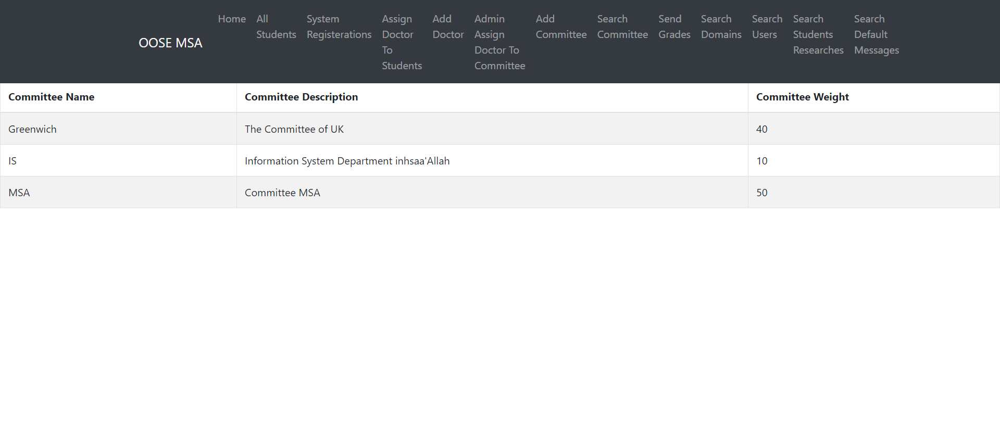 OOSE MSA
Home
All
Students
System
Registerations
Assign
Doctor
To
Students
Add
Doctor
Admin
Assign
Doctor To
Committee
Add
Committee
Search
Committee
Send
Grades
Search
Domains
Search
Users
Search
Students
Researches
Search
Default
Messages
Committee Name Committee Description Committee Weight
Greenwich The Committee of UK 40
IS Information System Department inhsaa'Allah 10
MSA Committee MSA 50